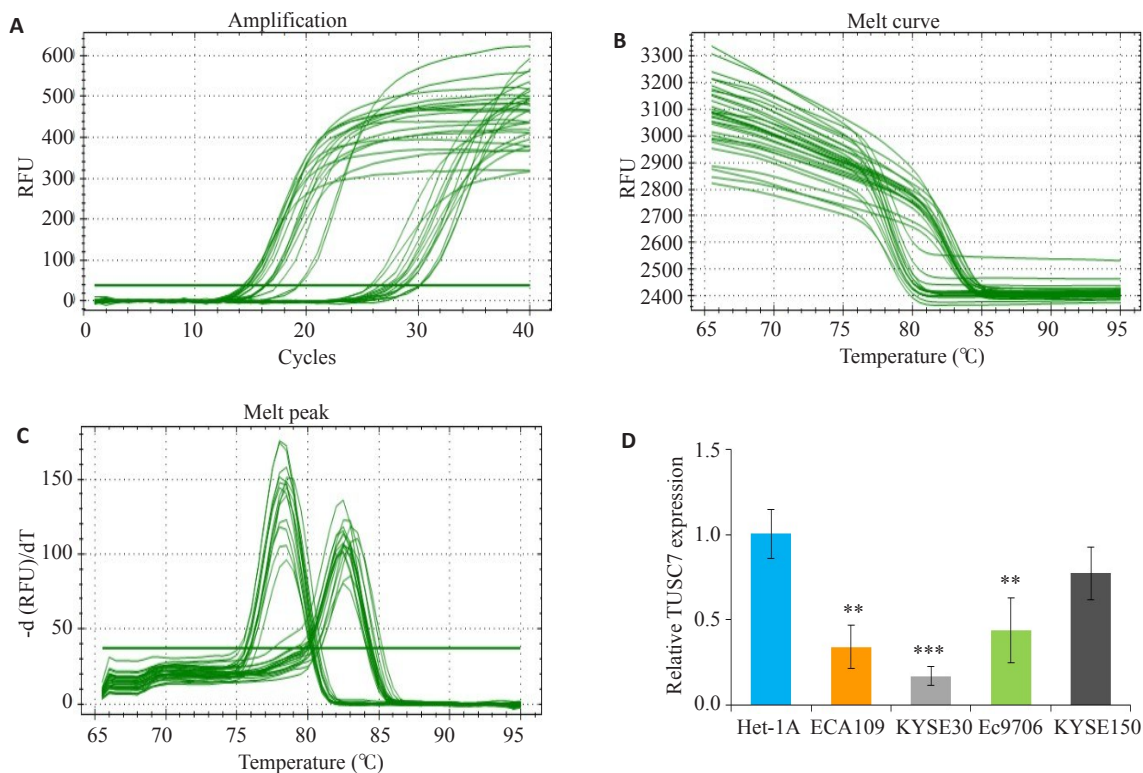 A
Amplification
600
500
400
300
200
100
0
RFU
0
10
20
30
40
Cycles
B
Melt curve
3300
3200
3100
3000
2900
2800
2700
2600
2500
2400
RFU
65
70
75
80
85
90
95
Temperature (℃)
C
Melt peak
150
100
50
0
-d (RFU)/dT
65
70
75
80
85
90
95
Temperature (℃)
D
1.5
1.0
0.5
0.0
Relative TUSC7 expression
**
***
**
Het-1A
ECA109
KYSE30
Ec9706
KYSE150